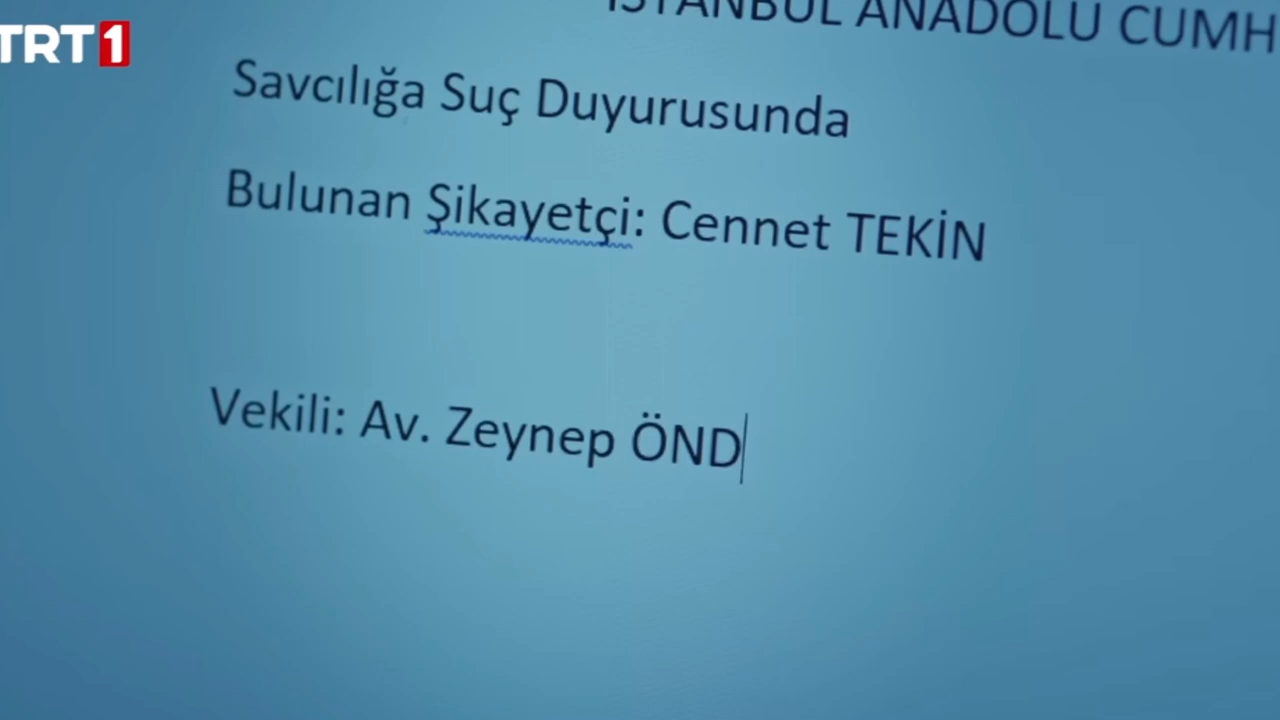 TRT1
İSTANBUL ANADOLU CUMH
Savcılığa Suç Duyurusunda
Bulunan Şikayetçi: Cennet TEKİN
Vekili: Av. Zeynep ÖND